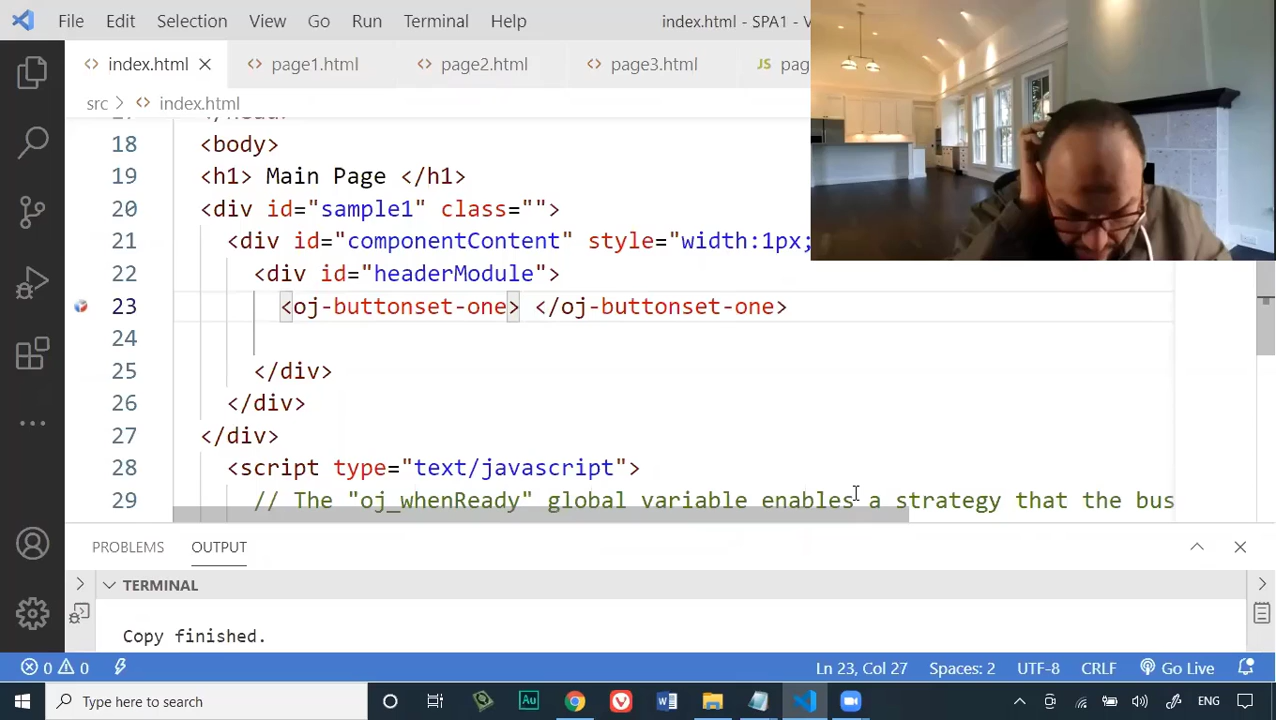 File Edit Selection View Go Run Terminal Help index.html - SPA1 - V
index.html page1.html page2.html page3.html JS pag
src > index.html
18 <body>
19 <h1> Main Page </h1>
20 <div id="sample1" class="">
21 <div id="componentContent" style="width:1px;
22 <div id="headerModule">
23 <oj-buttonset-one> </oj-buttonset-one>
24
25 </div>
26 </div>
27 </div>
28 <script type="text/javascript">
29 // The "oj_whenReady" global variable enables a strategy that the bus
PROBLEMS OUTPUT
TERMINAL
Copy finished.
0 0 Ln 23, Col 27 Spaces: 2 UTF-8 CRLF HTML Go Live
Type here to search Au ENG